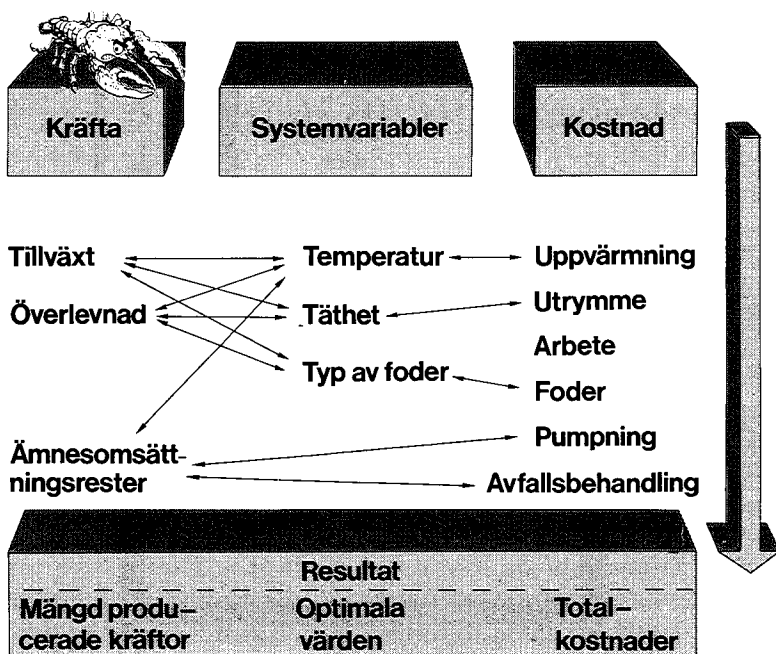 Kräfta
Systemvariabler
Kostnad
Tillväxt
Temperatur
Uppvärmning
Överlevnad
Täthet
Utrymme
Arbete
Typ av foder
Foder
Pumpning
Ämnesomsätt-
ningsrester
Avfallsbehandling
Resultat
Mängd produ-
cerade kräftor
Optimala
värden
Total-
kostnader